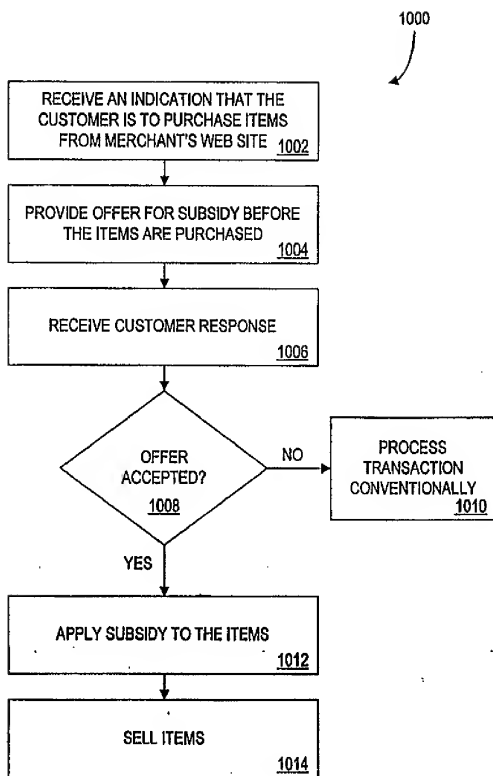 1000
RECEIVE AN INDICATION THAT THE
CUSTOMER IS TO PURCHASE ITEMS
FROM MERCHANT'S WEB SITE
1002
PROVIDE OFFER FOR SUBSIDY BEFORE
THE ITEMS ARE PURCHASED
1004
RECEIVE CUSTOMER RESPONSE
1006
OFFER
ACCEPTED?
1008
NO
PROCESS
TRANSACTION
CONVENTIONALLY
1010
YES
APPLY SUBSIDY TO THE ITEMS
1012
SELL ITEMS
1014